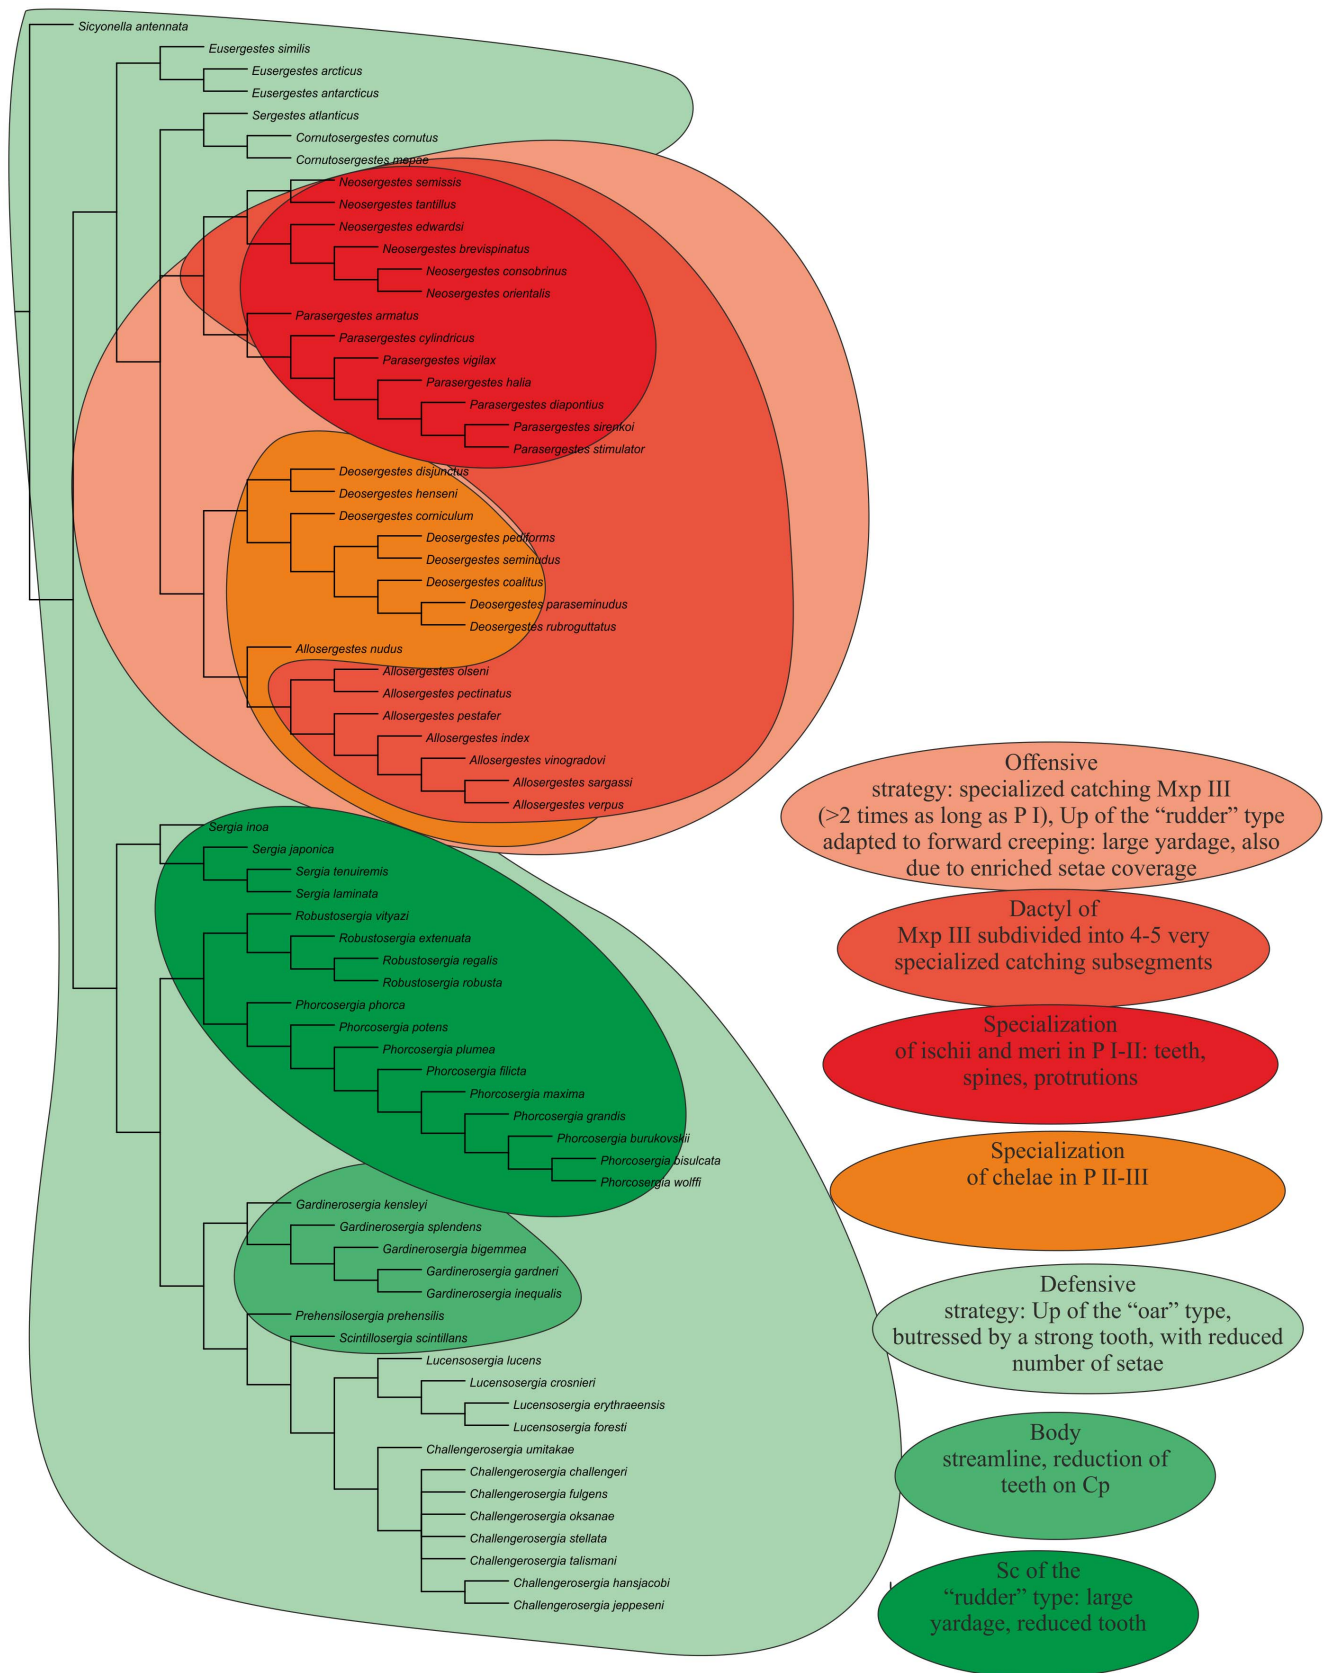 Sicyonella antennata
Eusergestes similis
Eusergestes arcticus
Eusergestes antarcticus
Sergestes atlanticus
Cornutosergestes cornutus
Cornutosergestes mepae
Neosergestes semissis
Neosergestes tantillus
Neosergestes edwardsi
Neosergestes brevispinatus
Neosergestes consobrinus
Neosergestes orientalis
Parasergestes armatus
Parasergestes cylindricus
Parasergestes vigilax
Parasergestes halia
Parasergestes diapontius
Parasergestes sirenkoi
Parasergestes stimulator
Deosergestes disjunctus
Deosergestes henseni
Deosergestes corniculum
Deosergestes pediforms
Deosergestes seminudus
Deosergestes coalitus
Deosergestes paraseminudus
Deosergestes rubroguttatus
Allosergestes nudus
Allosergestes olseni
Allosergestes pectinatus
Allosergestes pestafer
Allosergestes index
Allosergestes vinogradovi
Allosergestes sargassi
Allosergestes verpus
Sergia inoa
Sergia japonica
Sergia tenuiremis
Sergia laminata
Robustosergia vityazi
Robustosergia extenuata
Robustosergia regalis
Robustosergia robusta
Phorcosergia phorca
Phorcosergia potens
Phorcosergia plumea
Phorcosergia filicta
Phorcosergia maxima
Phorcosergia grandis
Phorcosergia burukovskii
Phorcosergia bisulcata
Phorcosergia wolffi
Gardinerosergia kensleyi
Gardinerosergia splendens
Gardinerosergia bigemmea
Gardinerosergia gardneri
Gardinerosergia inequalis
Prehensilosergia prehensilis
Scintillosergia scintillans
Lucensosergia lucens
Lucensosergia crosnieri
Lucensosergia erythraeensis
Lucensosergia foresti
Challengerosergia umitakae
Challengerosergia challengeri
Challengerosergia fulgens
Challengerosergia oksanae
Challengerosergia stellata
Challengerosergia talismani
Challengerosergia hansjacobi
Challengerosergia jeppeseni
Offensive
strategy: specialized catching Mxp III
(>2 times as long as P I), Up of the “rudder” type
adapted to forward creeping: large yardage, also
due to enriched setae coverage
Dactyl of
Mxp III subdivided into 4-5 very
specialized catching subsegments
Specialization
of ischii and meri in P I-II: teeth,
spines, protrutions
Specialization
of chelae in P II-III
Defensive
strategy: Up of the “oar” type,
butressed by a strong tooth, with reduced
number of setae
Body
streamline, reduction of
teeth on Cp
Sc of the
“rudder” type: large
yardage, reduced tooth